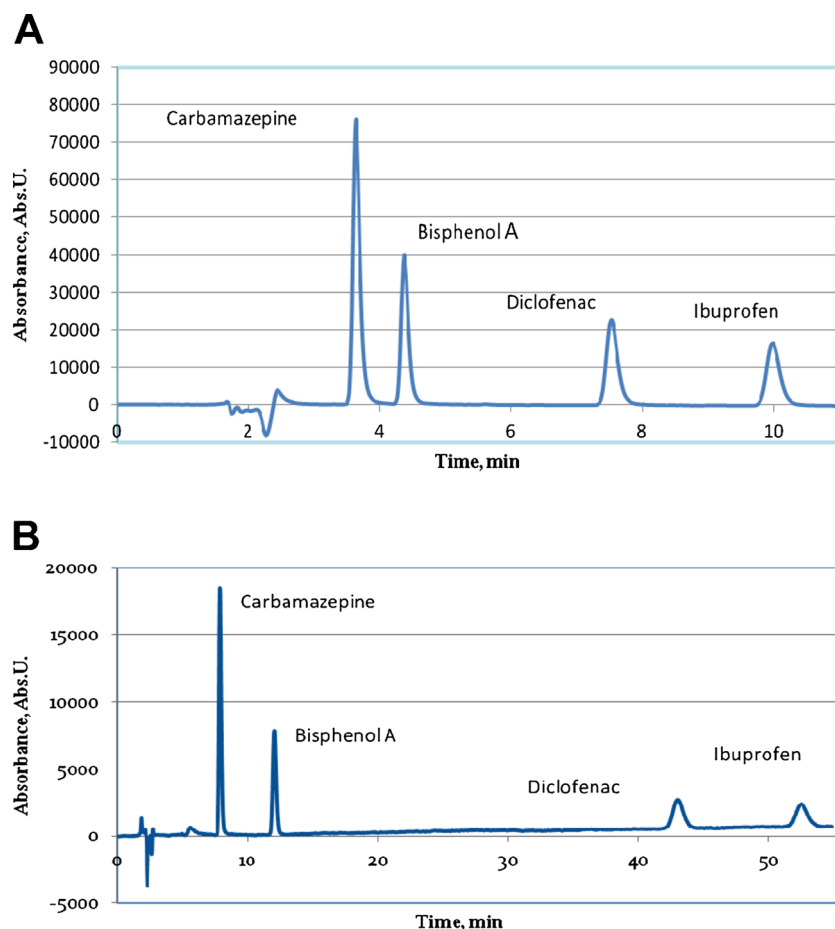 A
90000
80000
Carbamazepine
70000
60000
50000
Bisphenol A
40000
30000
Diclofenac
Ibuprofen
20000
10000
0
-10000
0 2 4 6 8 10
Absorbance, Abs.U.
Time, min
B
20000
Carbamazepine
15000
10000
Bisphenol A
Ibuprofen
5000
Diclofenac
0
0 10 20 30 40 50
-5000
Absorbance, Abs.U.
Time, min